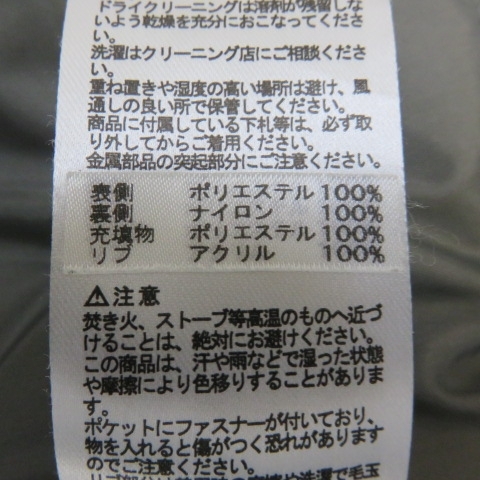 ドライクリーニングは溶剤が残留しな
いよう乾燥を充分におこなってくださ
い。
洗濯はクリーニング店にご相談くださ
い。
重ね置きや湿度の高い場所は避け、風
通しの良い所で保管してください。
商品に付属している下札等は、必ず取
り外してからご着用ください。
金属部品の突起部分にご注意ください。
表側 ポリエステル 100%
裏側 ナイロン 100%
充填物 ポリエステル 100%
リブ アクリル 100%
⚠注意
焚き火、ストーブ等高温のものへ近づ
けることは、絶対にお避けください。
この商品は、汗や雨などで湿った状態
や摩擦により色移りすることがありま
す。
ポケットにファスナーが付いており、
物を入れると傷がつく恐れがあります
のでご注意ください。